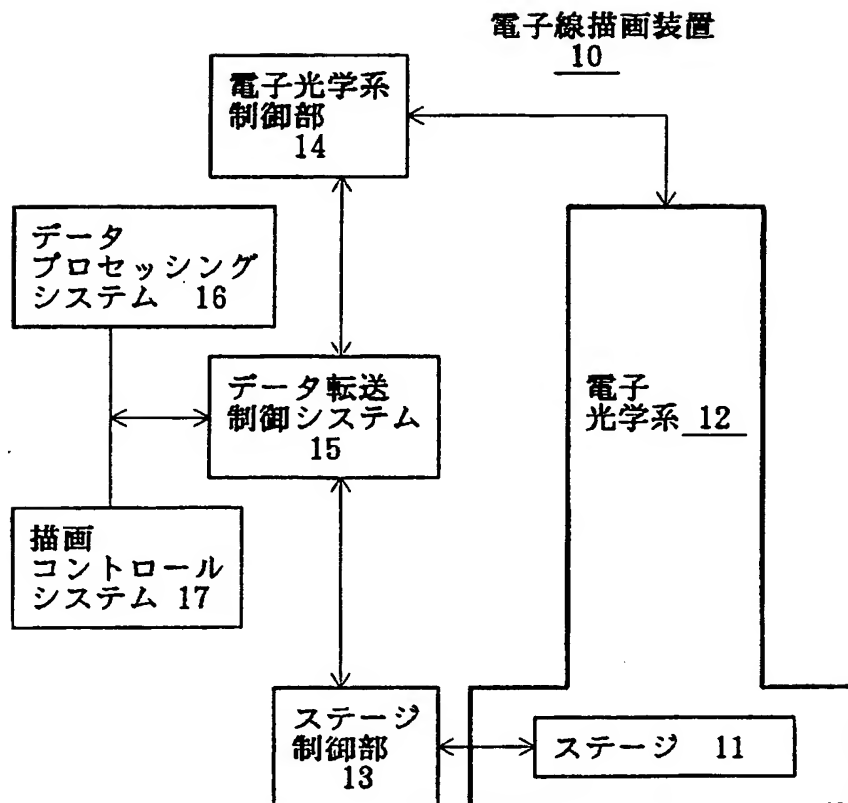 電子線描画装置
10
電子光学系
制御部
14
データ
プロセッシング
システム 16
データ転送
制御システム
15
電子
光学系 12
描画
コントロール
システム 17
ステージ
制御部
13
ステージ 11